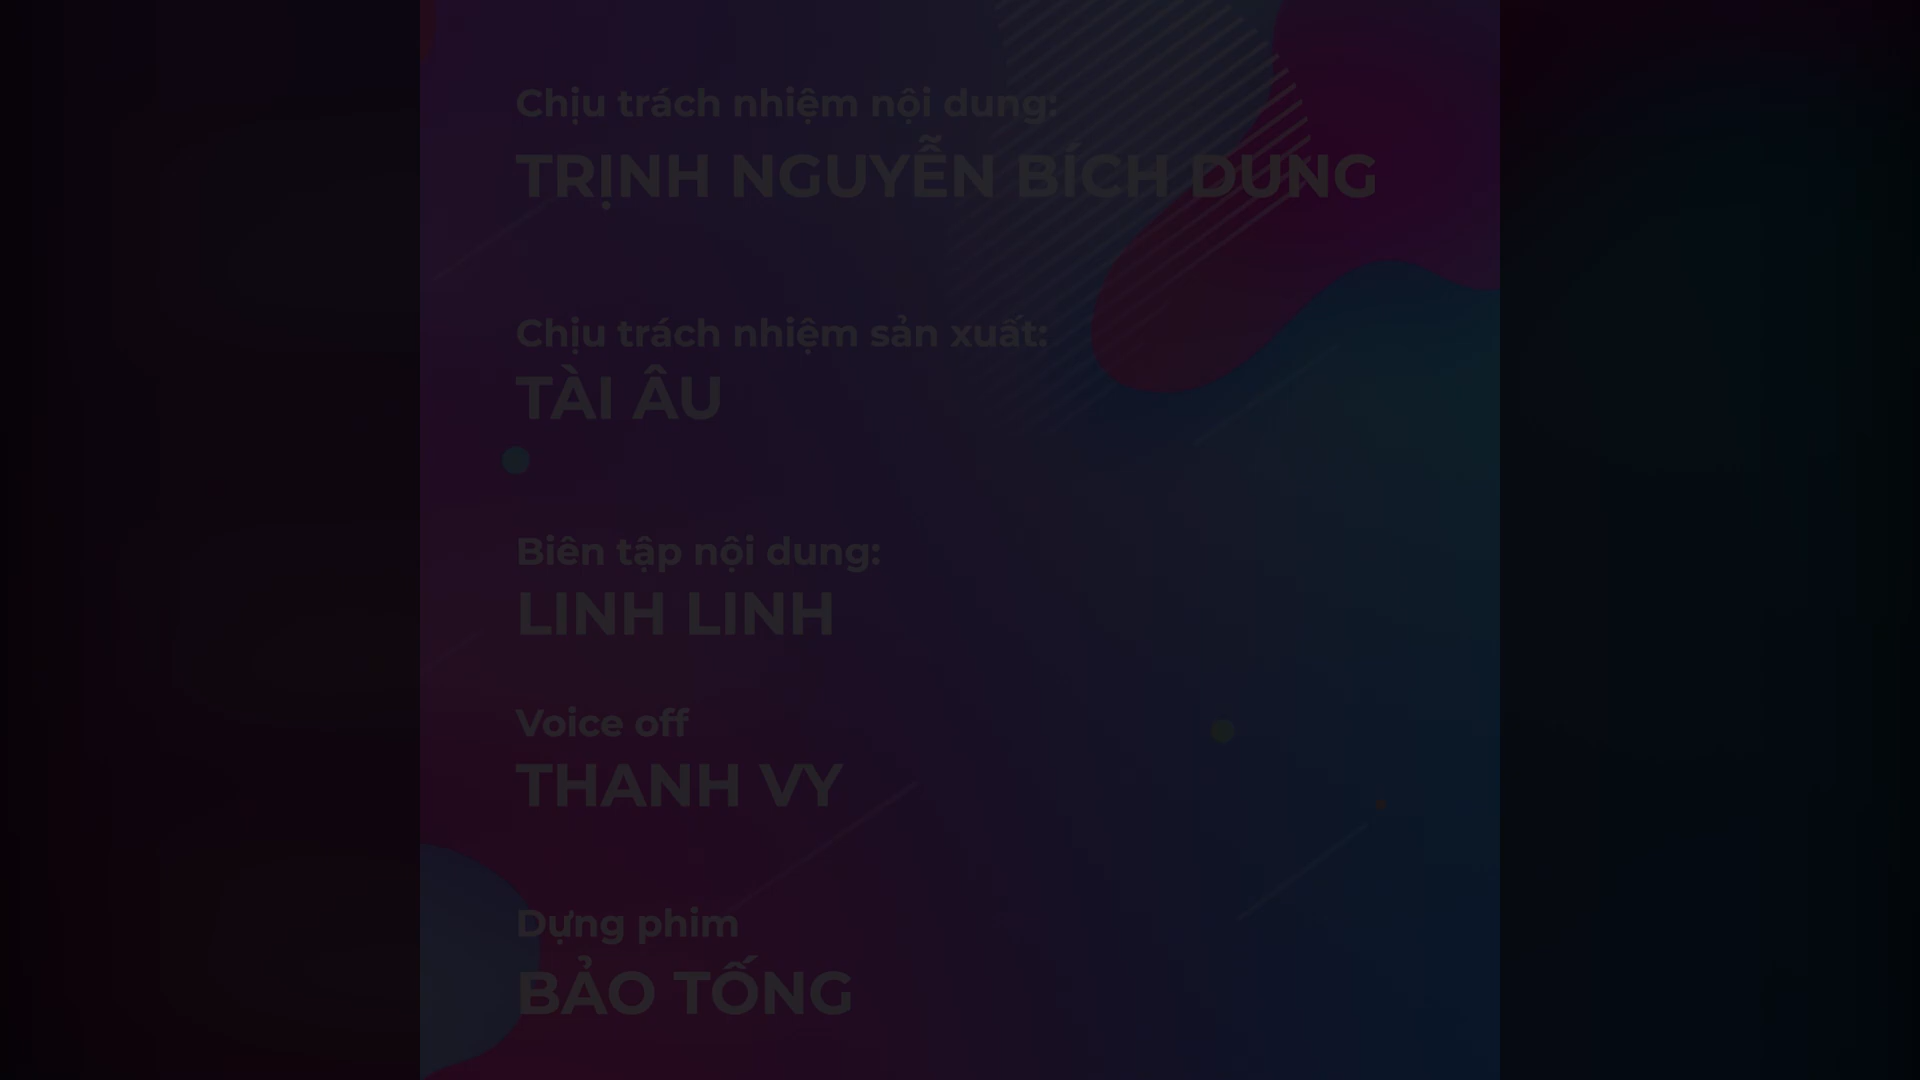 Chịu trách nhiệm nội dung:
TRỊNH NGUYỄN BÍCH DUNG
Chịu trách nhiệm sản xuất:
TÀI ÂU
Biên tập nội dung:
LINH LINH
Voice off
THANH VY
Dựng phim
BẢO TỐNG